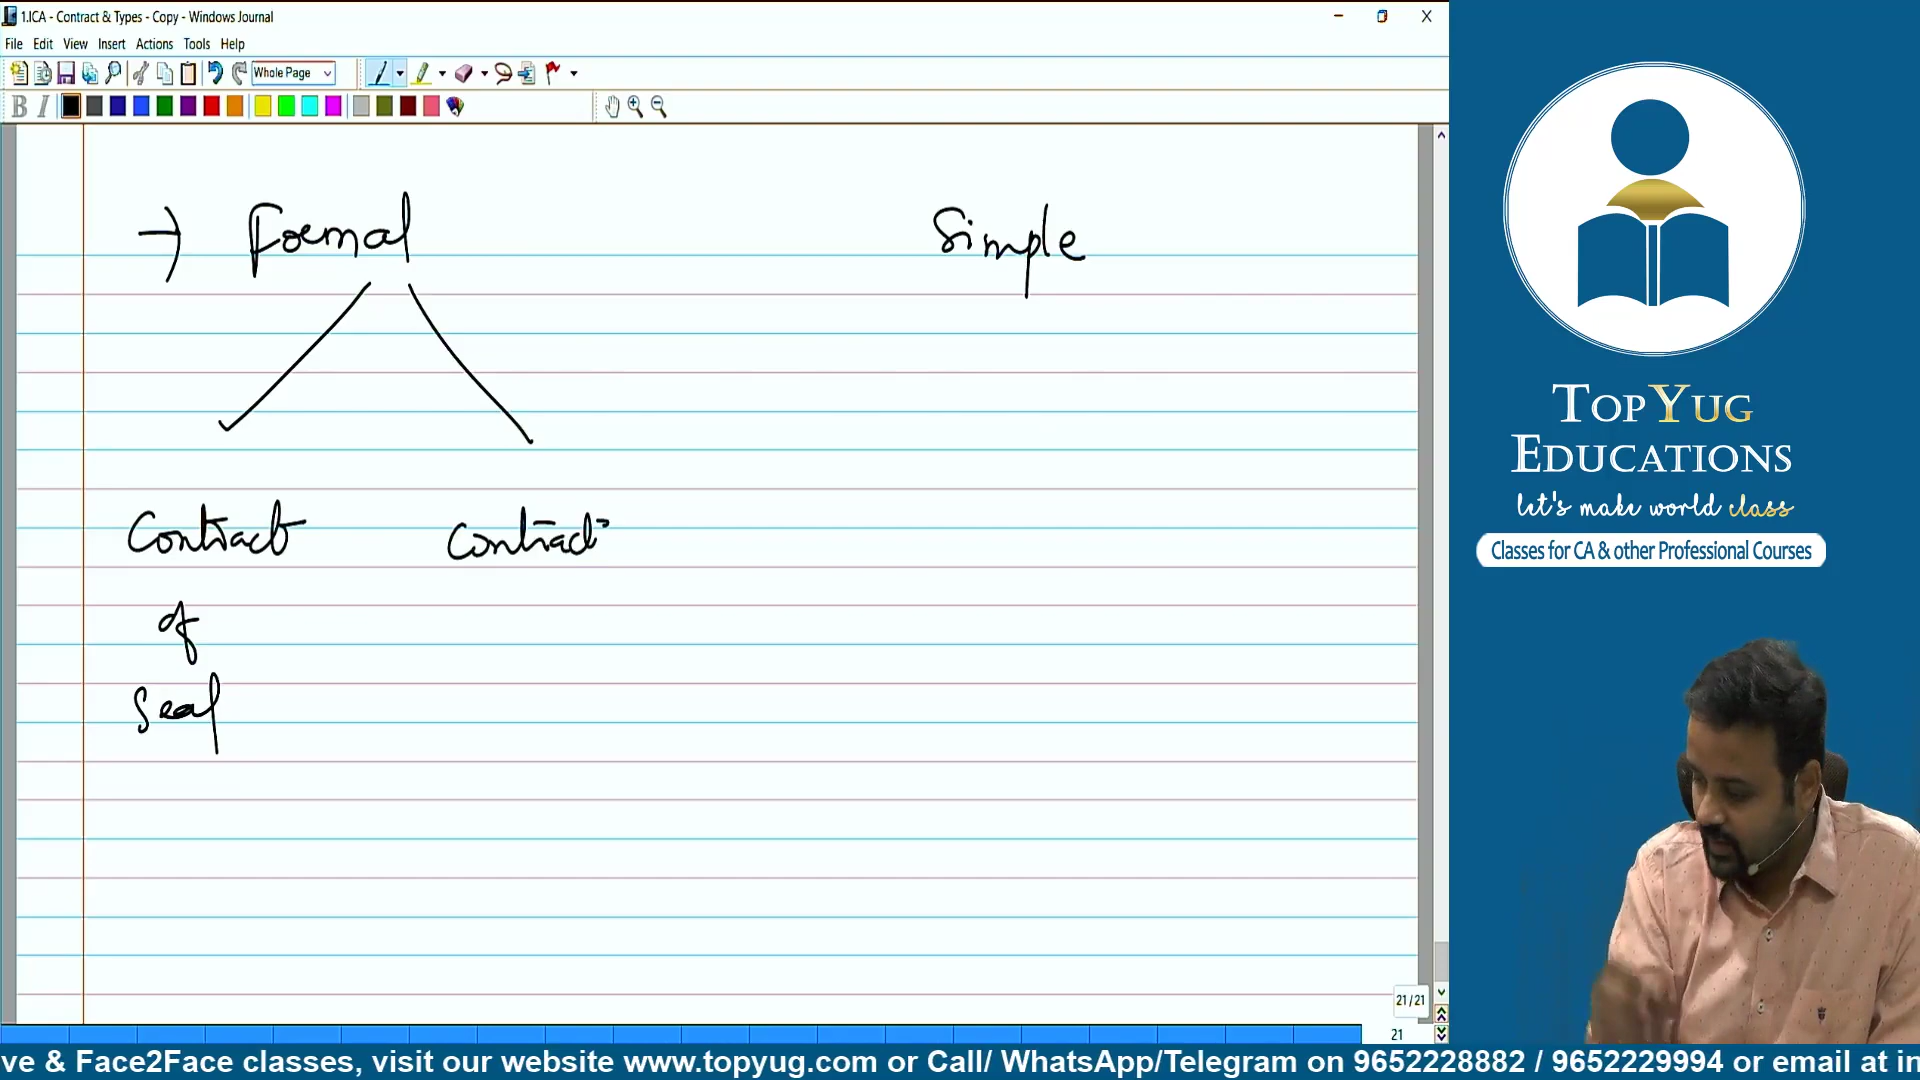 1.ICA - Contract & Types - Copy - Windows Journal
File Edit View Insert Actions Tools Help
Whole Page
B I
→ Formal Simple
Contract Contract
of
Seal
21/21
21
TOPYUG
EDUCATIONS
let's make world class
Classes for CA & other Professional Courses
ve & Face2Face classes, visit our website www.topyug.com or Call/ WhatsApp/Telegram on 9652228882 / 9652229994 or email at in